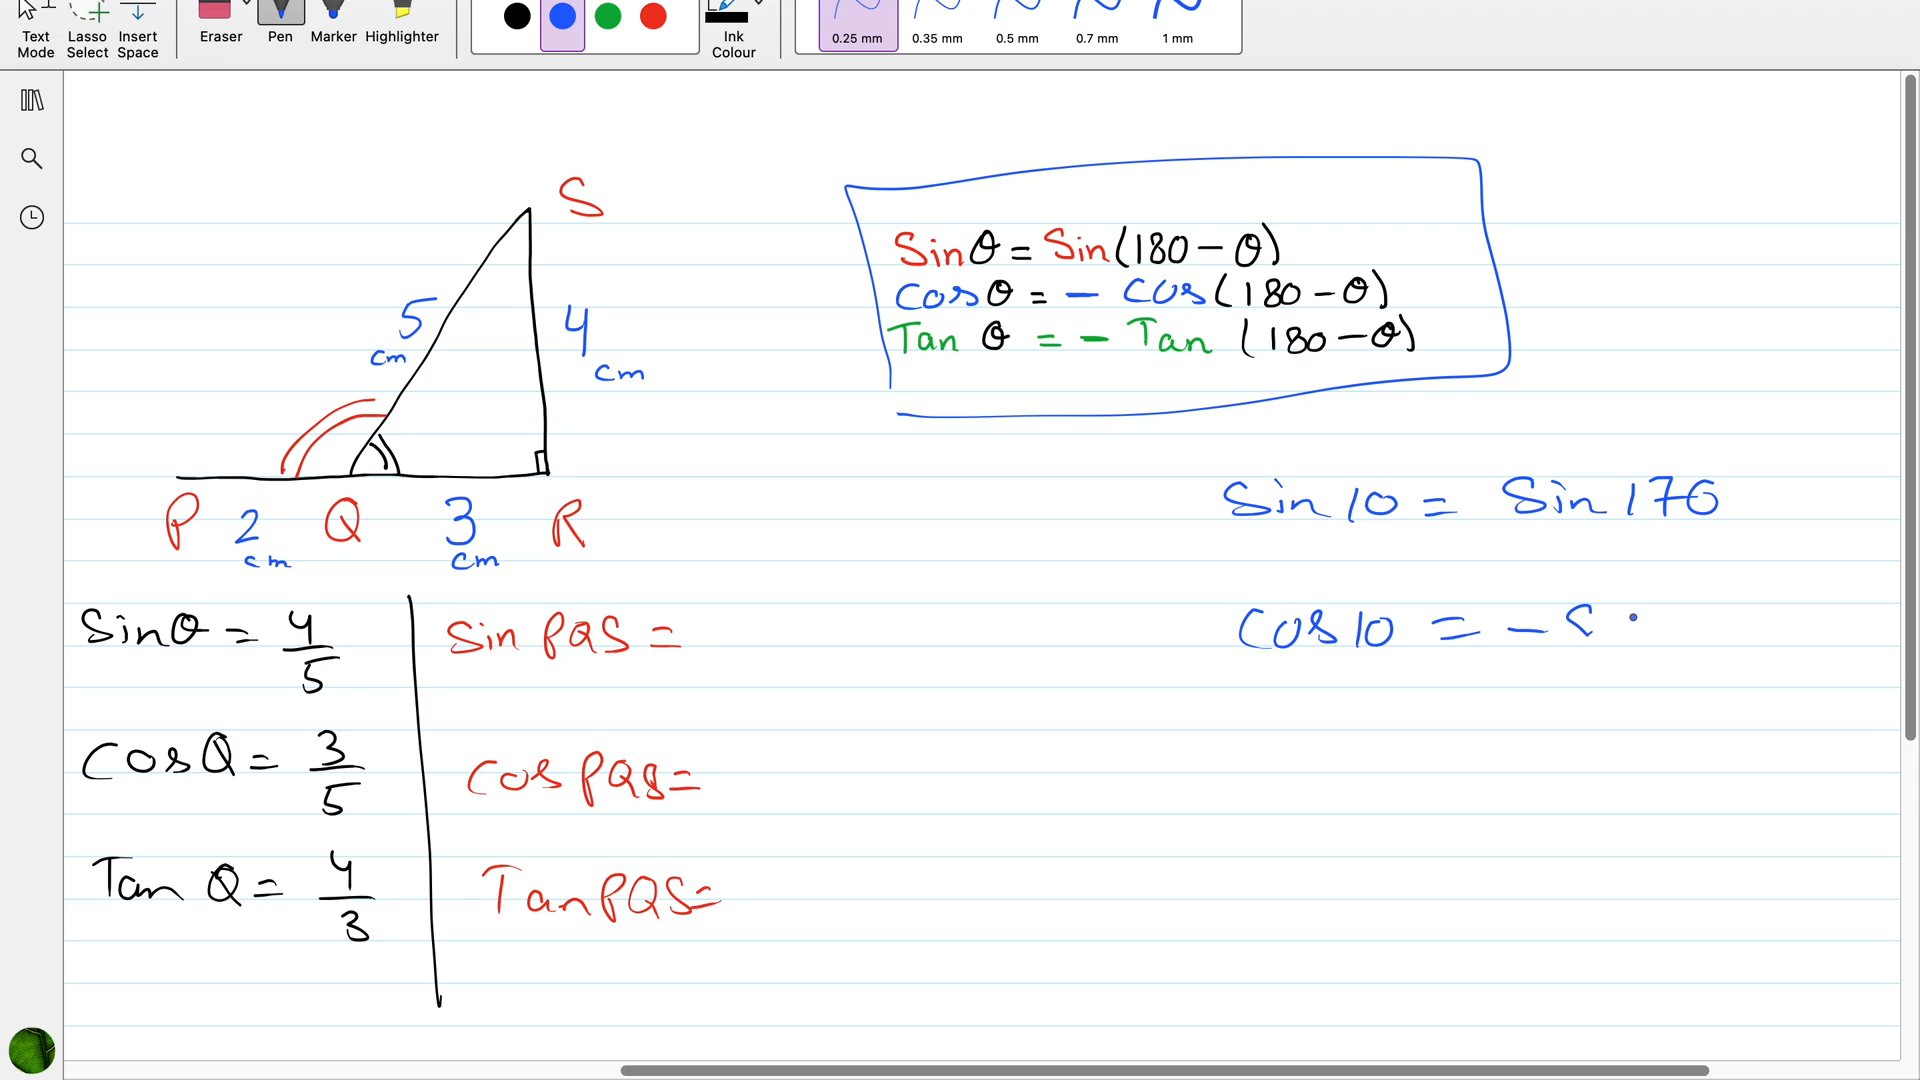 Text Mode
Lasso Select
Insert Space
Eraser
Pen
Marker
Highlighter
Ink Colour
0.25 mm
0.35 mm
0.5 mm
0.7 mm
1 mm
S
5 cm
4 cm
P 2 cm Q 3 cm R
Sinθ = Sin(180 - θ)
Cosθ = - Cos(180 - θ)
Tan θ = - Tan (180 - θ)
Sin 10 = Sin 170
Cos 10 = -
Sinθ = 4/5
CosQ = 3/5
Tan Q = 4/3
Sin PQS =
Cos PQS =
Tan PQS =